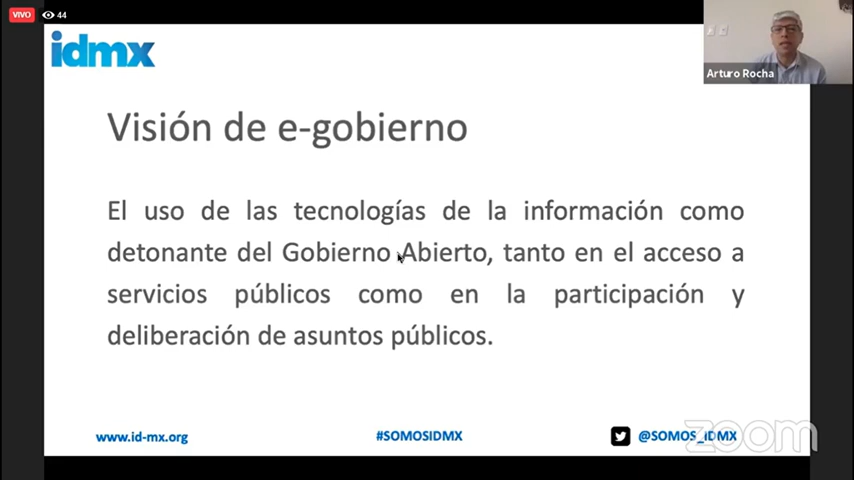 VIVO 44
idmx
Arturo Rocha
Visión de e-gobierno
El uso de las tecnologías de la información como
detonante del Gobierno Abierto, tanto en el acceso a
servicios públicos como en la participación y
deliberación de asuntos públicos.
www.id-mx.org
#SOMOSIDMX
@SOMOS_IDMX
zoom